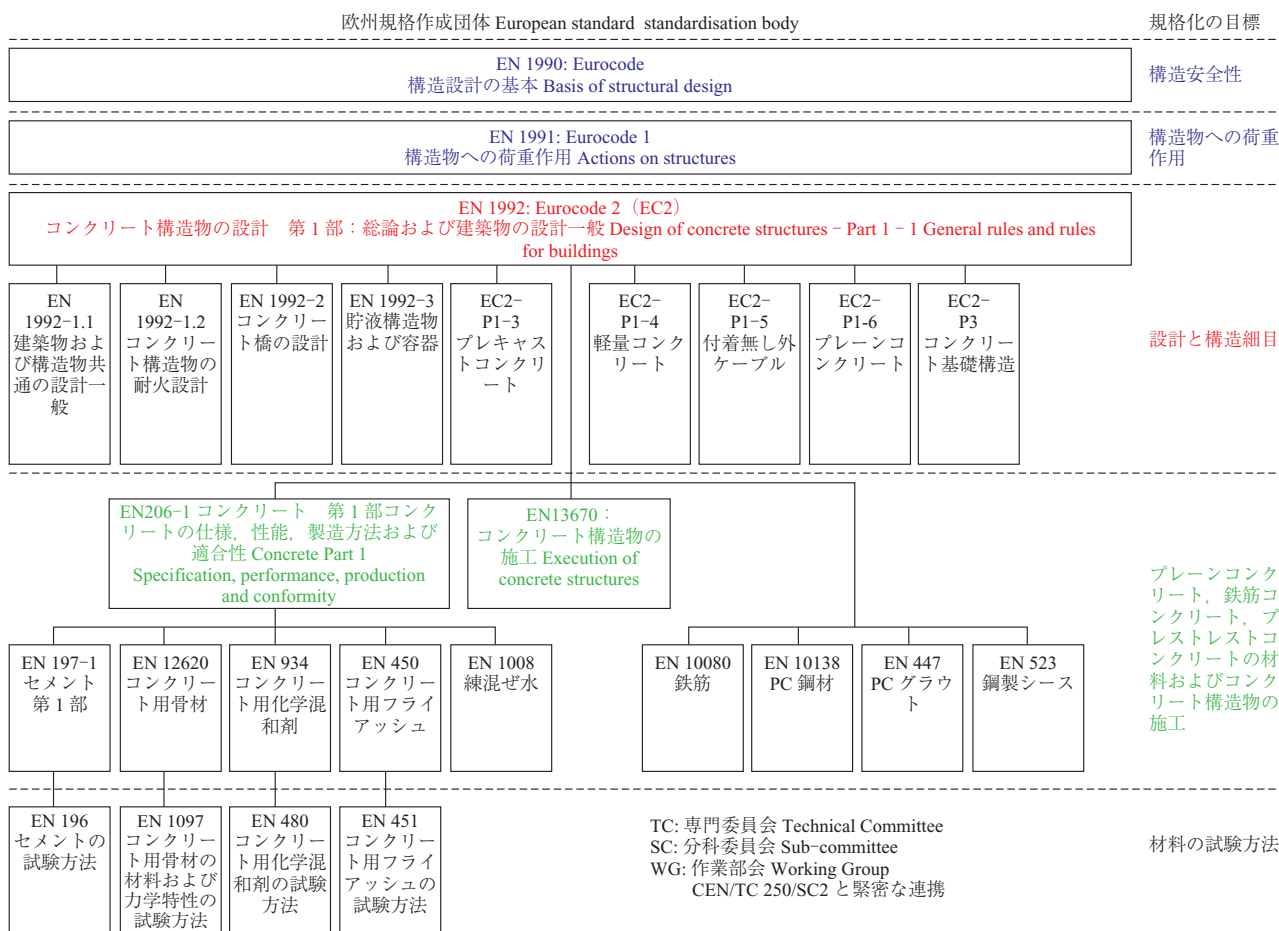 欧州規格作成団体 European standard standardisation body
規格化の目標
EN 1990: Eurocode
構造設計の基本 Basis of structural design
構造安全性
EN 1991: Eurocode 1
構造物への荷重作用 Actions on structures
構造物への荷重
作用
EN 1992: Eurocode 2（EC2）
コンクリート構造物の設計　第 1 部：総論および建築物の設計一般 Design of concrete structures − Part 1 − 1 General rules and rules
for buildings
EN
1992−1.1
建築物およ
び構造物共
通の設計一
般
EN
1992−1.2
コンクリー
ト構造物の
耐火設計
EN 1992−2
コンクリー
ト橋の設計
EN 1992−3
貯液構造物
および容器
EC2−
P1−3
プレキャス
トコンクリ
ート
EC2−
P1−4
軽量コンク
リート
EC2−
P1−5
付着無し外
ケーブル
EC2−
P1-6
プレーンコ
ンクリート
EC2−
P3
コンクリー
ト基礎構造
設計と構造細目
EN206−1 コンクリート　第 1 部コンク
リートの仕様，性能，製造方法および
適合性 Concrete Part 1
Specification, performance, production
and conformity
EN13670：
コンクリート構造物の
施工 Execution of
concrete structures
プレーンコンク
リート，鉄筋コ
ンクリート，プ
レストレストコ
ンクリートの材
料およびコンク
リート構造物の
施工
EN 197−1
セメント
第 1 部
EN 12620
コンクリー
ト用骨材
EN 934
コンクリー
ト用化学混
和剤
EN 450
コンクリー
ト用フライ
アッシュ
EN 1008
練混ぜ水
EN 10080
鉄筋
EN 10138
PC 鋼材
EN 447
PC グラウ
ト
EN 523
鋼製シース
EN 196
セメントの
試験方法
EN 1097
コンクリー
ト用骨材の
材料および
力学特性の
試験方法
EN 480
コンクリー
ト用化学混
和剤の試験
方法
EN 451
コンクリー
ト用フライ
アッシュの
試験方法
TC: 専門委員会 Technical Committee
SC: 分科委員会 Sub−committee
WG: 作業部会 Working Group
CEN/TC 250/SC2 と緊密な連携
材料の試験方法